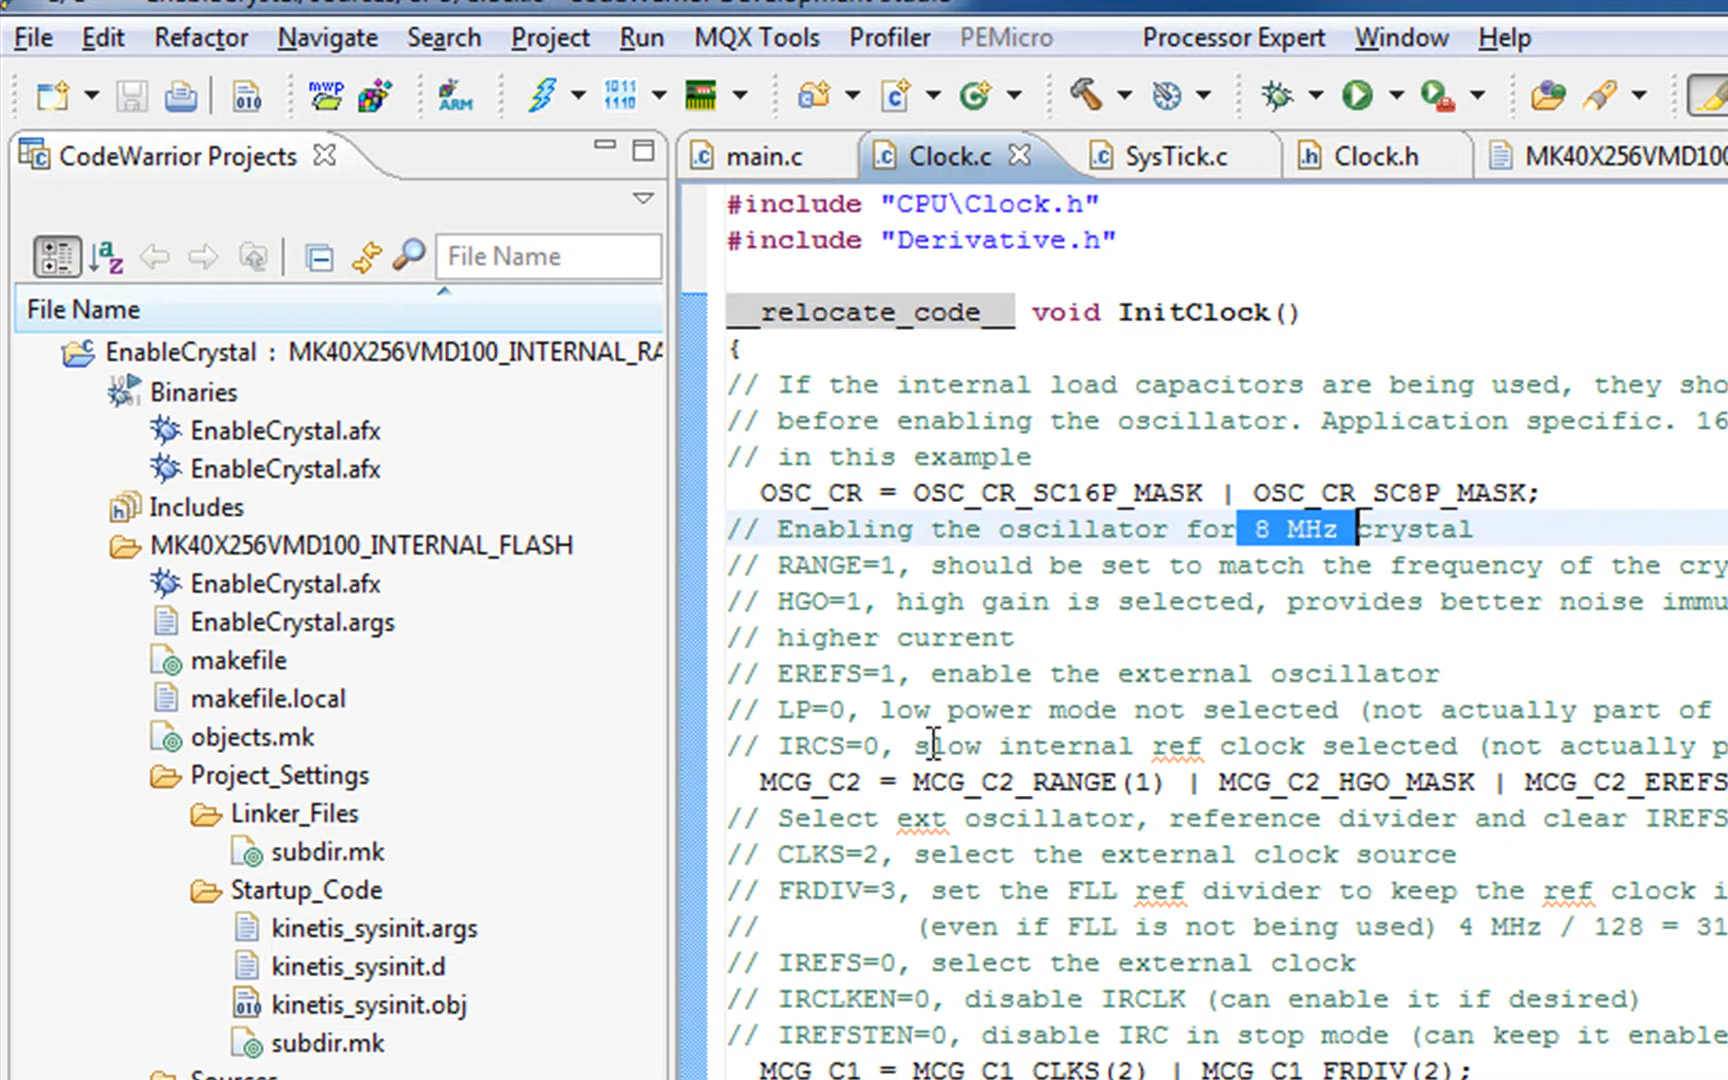 File Edit Refactor Navigate Search Project Run MQX Tools Profiler PEMicro Processor Expert Window Help
CodeWarrior Projects
main.c Clock.c SysTick.c Clock.h MK40X256VMD100
File Name
File Name
EnableCrystal : MK40X256VMD100_INTERNAL_RA
Binaries
EnableCrystal.afx
EnableCrystal.afx
Includes
MK40X256VMD100_INTERNAL_FLASH
EnableCrystal.afx
EnableCrystal.args
makefile
makefile.local
objects.mk
Project_Settings
Linker_Files
subdir.mk
Startup_Code
kinetis_sysinit.args
kinetis_sysinit.d
kinetis_sysinit.obj
subdir.mk
Sources
#include "CPU\Clock.h"
#include "Derivative.h"
__relocate_code__ void InitClock()
{
// If the internal load capacitors are being used, they sho
// before enabling the oscillator. Application specific. 16
// in this example
OSC_CR = OSC_CR_SC16P_MASK | OSC_CR_SC8P_MASK;
// Enabling the oscillator for 8 MHz crystal
// RANGE=1, should be set to match the frequency of the cry
// HGO=1, high gain is selected, provides better noise immu
// higher current
// EREFS=1, enable the external oscillator
// LP=0, low power mode not selected (not actually part of
// IRCS=0, slow internal ref clock selected (not actually p
MCG_C2 = MCG_C2_RANGE(1) | MCG_C2_HGO_MASK | MCG_C2_EREFS
// Select ext oscillator, reference divider and clear IREFS
// CLKS=2, select the external clock source
// FRDIV=3, set the FLL ref divider to keep the ref clock i
// (even if FLL is not being used) 4 MHz / 128 = 31
// IREFS=0, select the external clock
// IRCLKEN=0, disable IRCLK (can enable it if desired)
// IREFSTEN=0, disable IRC in stop mode (can keep it enable
MCG_C1 = MCG_C1_CLKS(2) | MCG_C1_FRDIV(2);